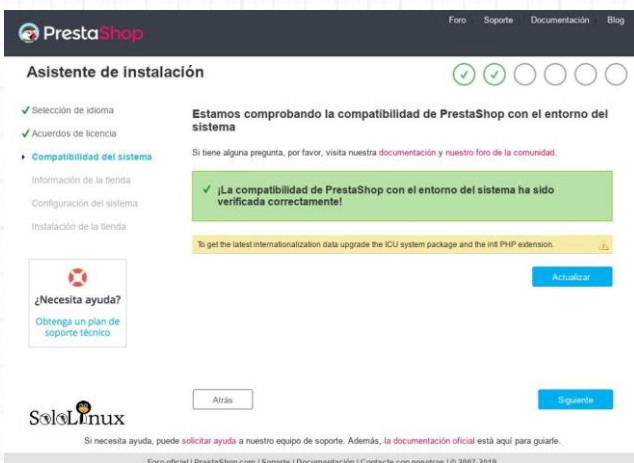 PrestaShop
Foro Soporte Documentación Blog
Asistente de instalación
Selección de idioma
Acuerdos de licencia
Compatibilidad del sistema
Información de la tienda
Configuración del sistema
Instalación de la tienda
¿Necesita ayuda?
Obtenga un plan de
soporte técnico
Estamos comprobando la compatibilidad de PrestaShop con el entorno del
sistema
Si tiene alguna pregunta, por favor, visita nuestra documentación y nuestro foro de la comunidad.
¡La compatibilidad de PrestaShop con el entorno del sistema ha sido
verificada correctamente!
To get the latest internationalization data upgrade the ICU system package and the intl PHP extension.
Actualizar
Atrás
Siguiente
SoloLinux
Si necesita ayuda, puede solicitar ayuda a nuestro equipo de soporte. Además, la documentación oficial está aquí para guiarle.
Foro oficial | PrestaShop.com | Soporte | Documentación | Contacte con nosotros | © 2007-2019